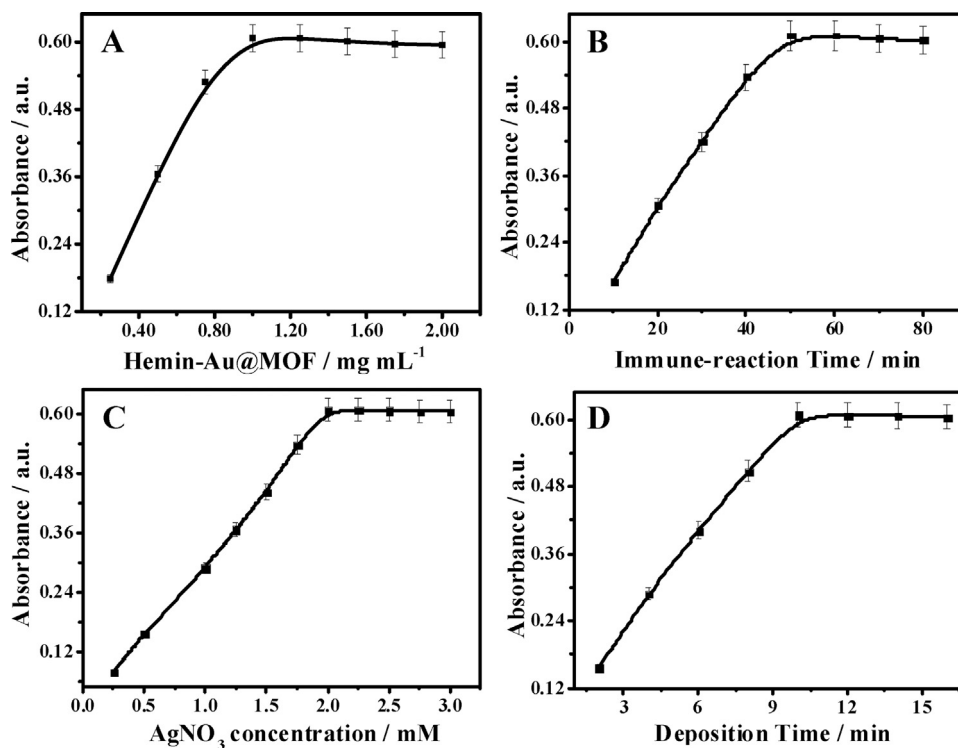 A
Absorbance / a.u.
0.60
0.48
0.36
0.24
0.12
0.40 0.80 1.20 1.60 2.00
Hemin-Au@MOF / mg mL⁻¹
B
Absorbance / a.u.
0.60
0.48
0.36
0.24
0.12
0 20 40 60 80
Immune-reaction Time / min
C
Absorbance / a.u.
0.60
0.48
0.36
0.24
0.12
0.0 0.5 1.0 1.5 2.0 2.5 3.0
AgNO₃ concentration / mM
D
Absorbance / a.u.
0.60
0.48
0.36
0.24
0.12
3 6 9 12 15
Deposition Time / min